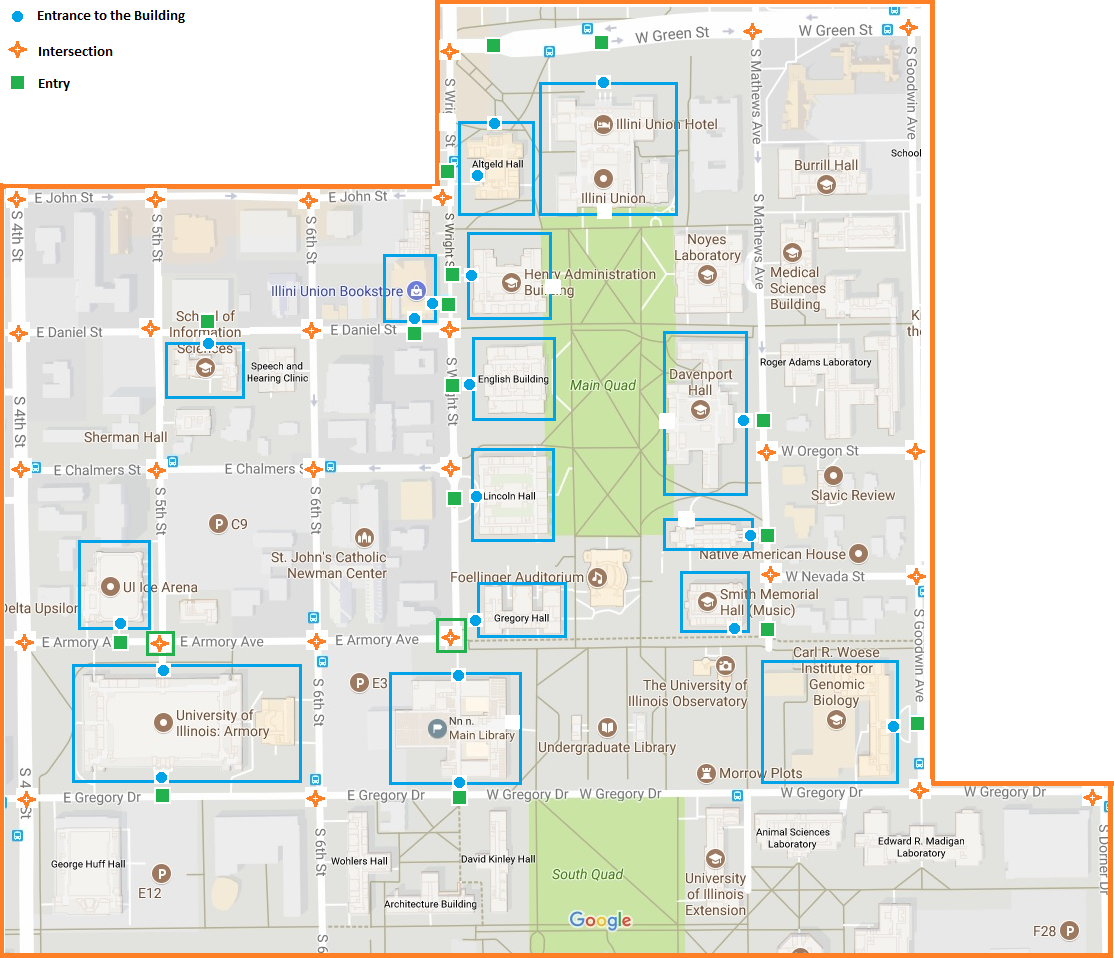 Entrance to the Building
Intersection
Entry
W Green St
W Green St
S Wri
St
S Mathews Ave
S Goodwin Ave
Illini Union Hotel
Altgeld Hall
Illini Union
Burrill Hall
School
E John St
E John St
S 4th St
S 5th St
S 6th St
S Wright S
S Mathews Ave
Noyes
Laboratory
Medical
Sciences
Building
Henry Administration
Building
Illini Union Bookstore
School of
Information
Sciences
E Daniel St
E Daniel St
Speech and
Hearing Clinic
English Building
Main Quad
Davenport
Hall
Roger Adams Laboratory
S 4th St
Sherman Hall
E Chalmers St
E Chalmers S
W Oregon St
S 5th St
S 6th St
C9
Lincoln Hall
Slavic Review
St. John's Catholic
Newman Center
Native American House
Foellinger Auditorium
W Nevada St
UI Ice Arena
Delta Upsilon
Smith Memorial
Hall (Music)
Gregory Hall
E Armory A
E Armory Ave
E Armory Ave
S Goodwin Ave
S 6th St
E3
The University of
Illinois Observatory
Carl R. Woese
Institute for
Genomic
Biology
University of
Illinois: Armory
Nn n.
Main Library
Undergraduate Library
Morrow Plots
E Gregory Dr
E Gregory Dr
W Gregory Dr
W Gregory Dr
W Gregory Dr
W Gregory Dr
S 6th St
S Dorner Dr
George Huff Hall
E12
Wohlers Hall
David Kinley Hall
Architecture Building
South Quad
Google
University
of Illinois
Extension
Animal Sciences
Laboratory
Edward R. Madigan
Laboratory
F28